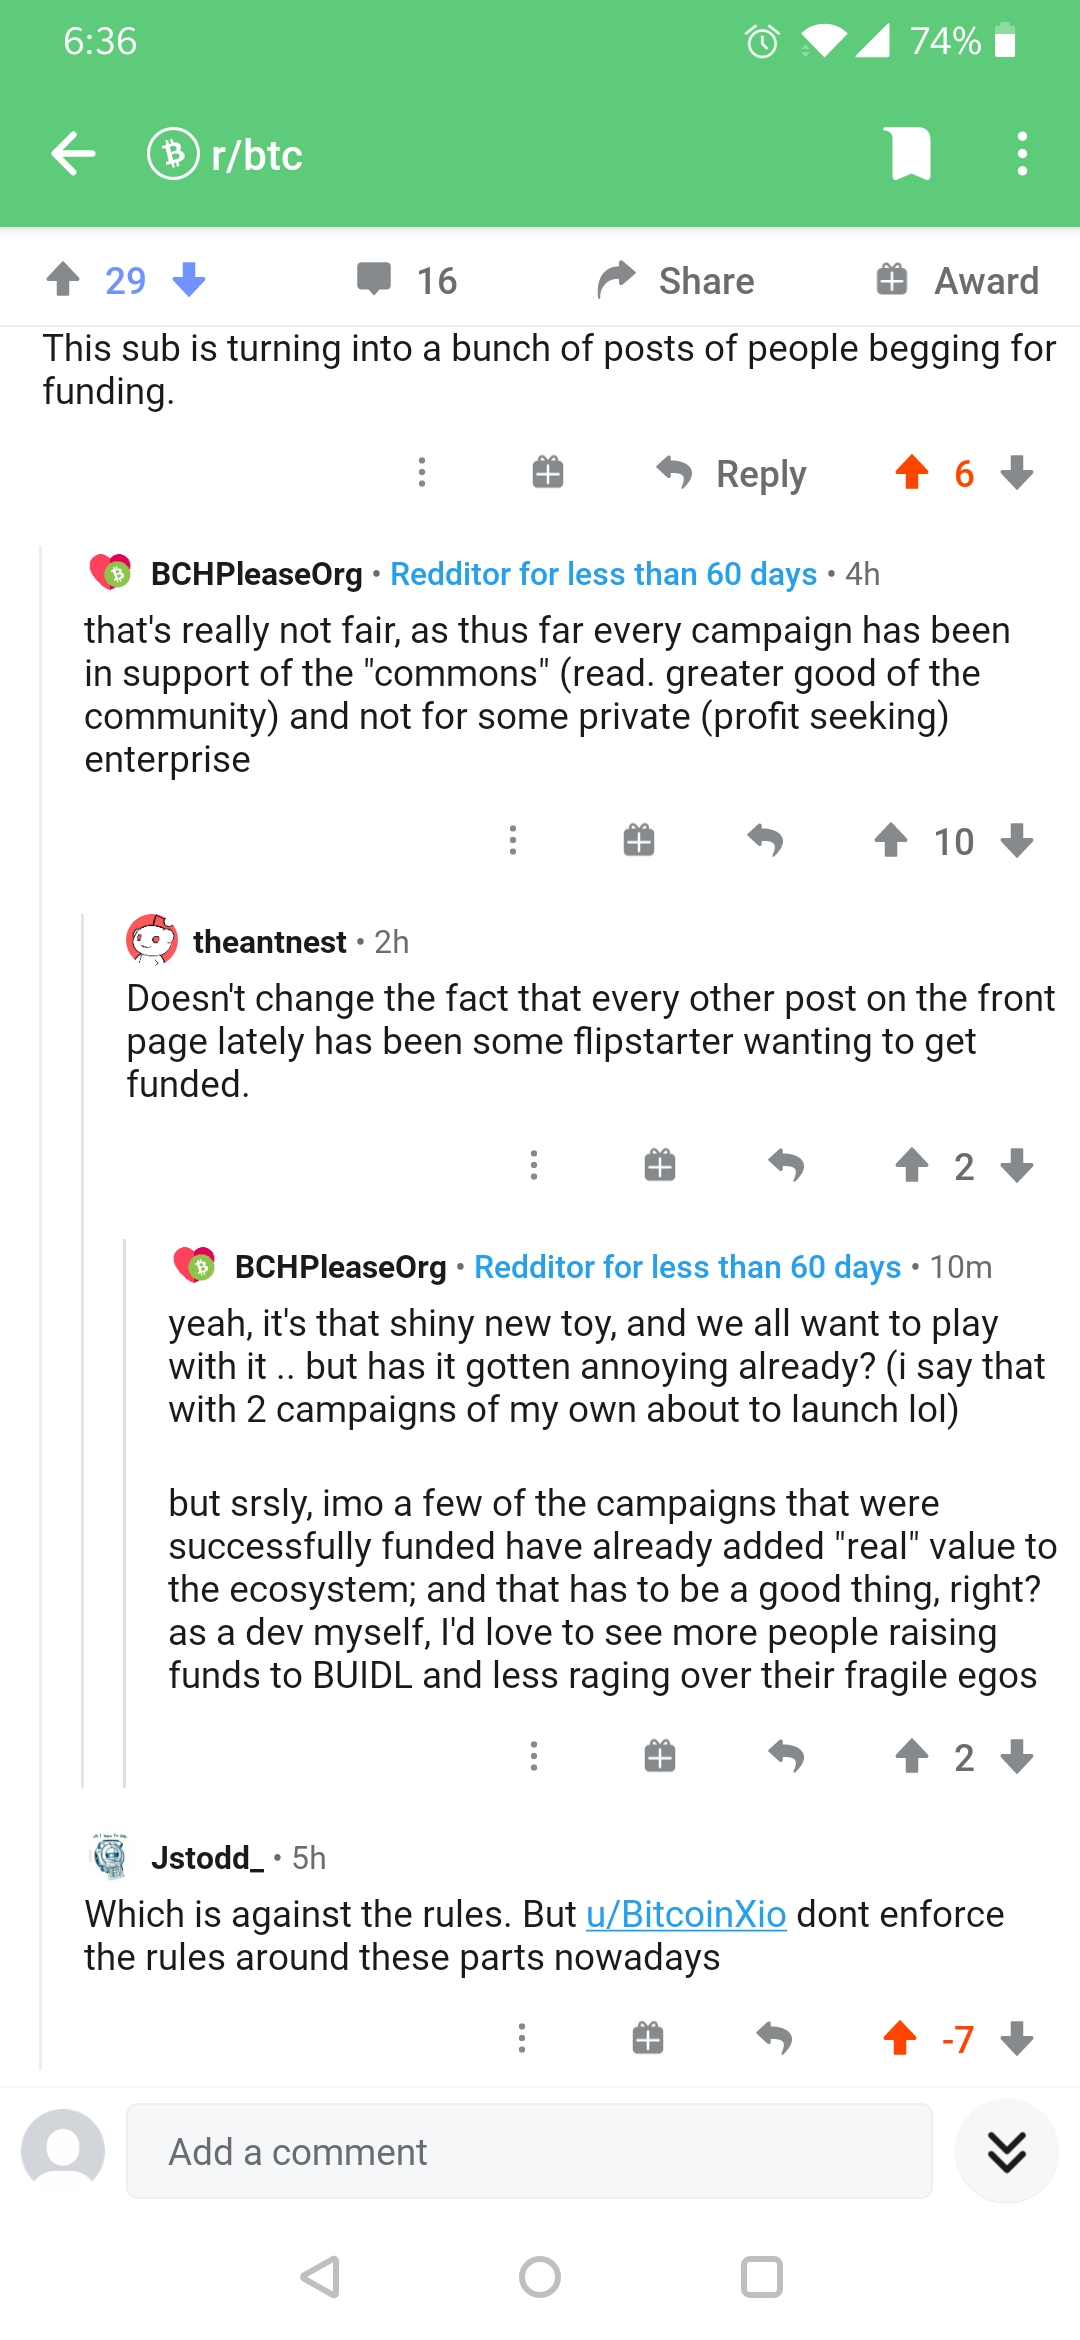 6:36
74%
r/btc
29
16
Share
Award
This sub is turning into a bunch of posts of people begging for
funding.
Reply
6
BCHPleaseOrg • Redditor for less than 60 days • 4h
that's really not fair, as thus far every campaign has been
in support of the "commons" (read. greater good of the
community) and not for some private (profit seeking)
enterprise
10
theantnest • 2h
Doesn't change the fact that every other post on the front
page lately has been some flipstarter wanting to get
funded.
2
BCHPleaseOrg • Redditor for less than 60 days • 10m
yeah, it's that shiny new toy, and we all want to play
with it .. but has it gotten annoying already? (i say that
with 2 campaigns of my own about to launch lol)
but srsly, imo a few of the campaigns that were
successfully funded have already added "real" value to
the ecosystem; and that has to be a good thing, right?
as a dev myself, I'd love to see more people raising
funds to BUIDL and less raging over their fragile egos
2
Jstodd_ • 5h
Which is against the rules. But u/BitcoinXio dont enforce
the rules around these parts nowadays
-7
Add a comment